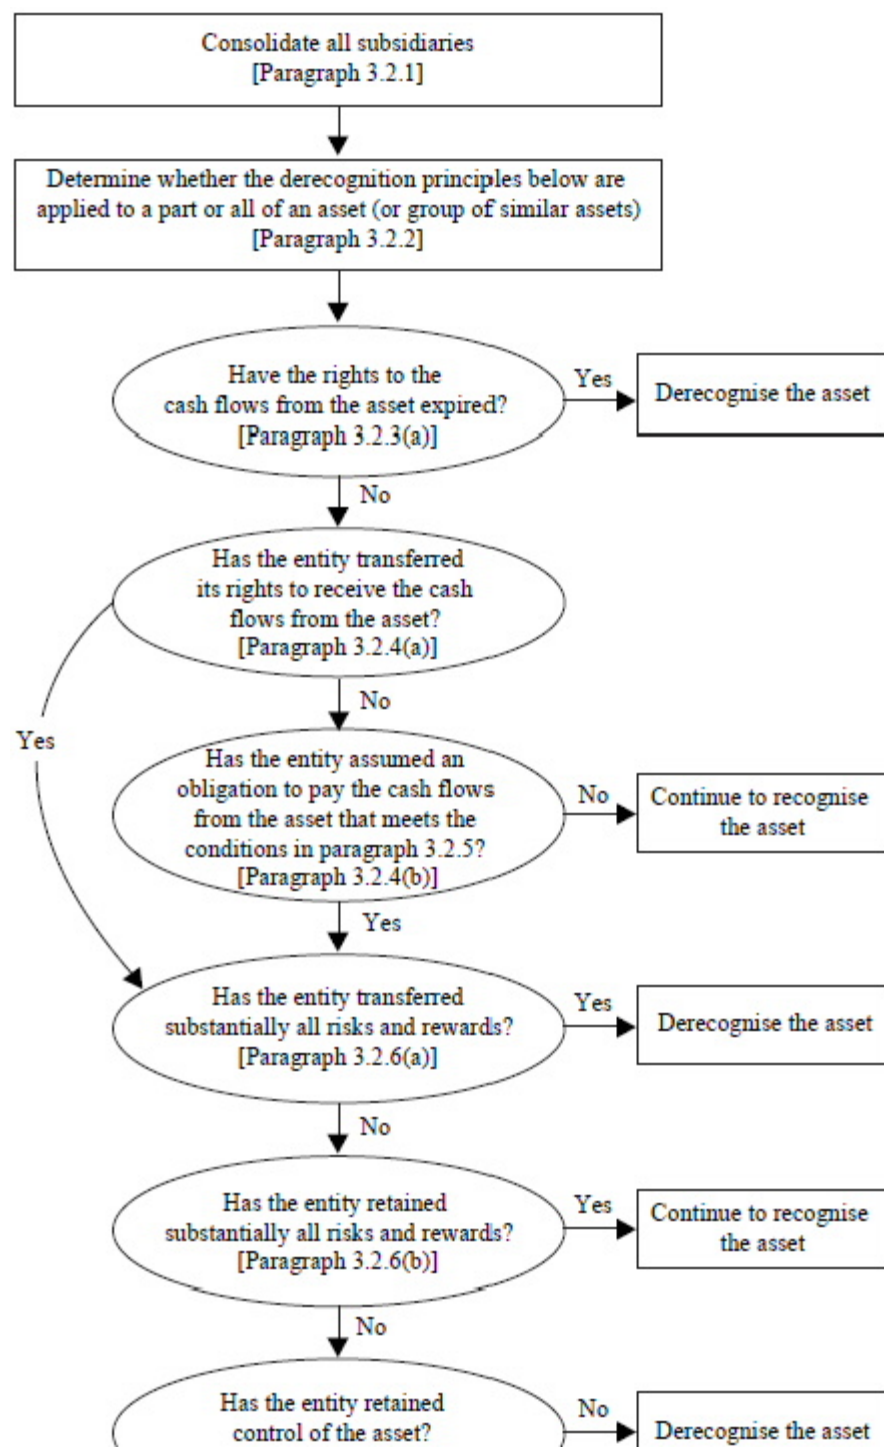 Consolidate all subsidiaries
[Paragraph 3.2.1]
Determine whether the derecognition principles below are
applied to a part or all of an asset (or group of similar assets)
[Paragraph 3.2.2]
Have the rights to the
cash flows from the asset expired?
[Paragraph 3.2.3(a)]
Yes
Derecognise the asset
No
Has the entity transferred
its rights to receive the cash
flows from the asset?
[Paragraph 3.2.4(a)]
Yes
No
Has the entity assumed an
obligation to pay the cash flows
from the asset that meets the
conditions in paragraph 3.2.5?
[Paragraph 3.2.4(b)]
No
Continue to recognise
the asset
Yes
Has the entity transferred
substantially all risks and rewards?
[Paragraph 3.2.6(a)]
Yes
Derecognise the asset
No
Has the entity retained
substantially all risks and rewards?
[Paragraph 3.2.6(b)]
Yes
Continue to recognise
the asset
No
Has the entity retained
control of the asset?
No
Derecognise the asset